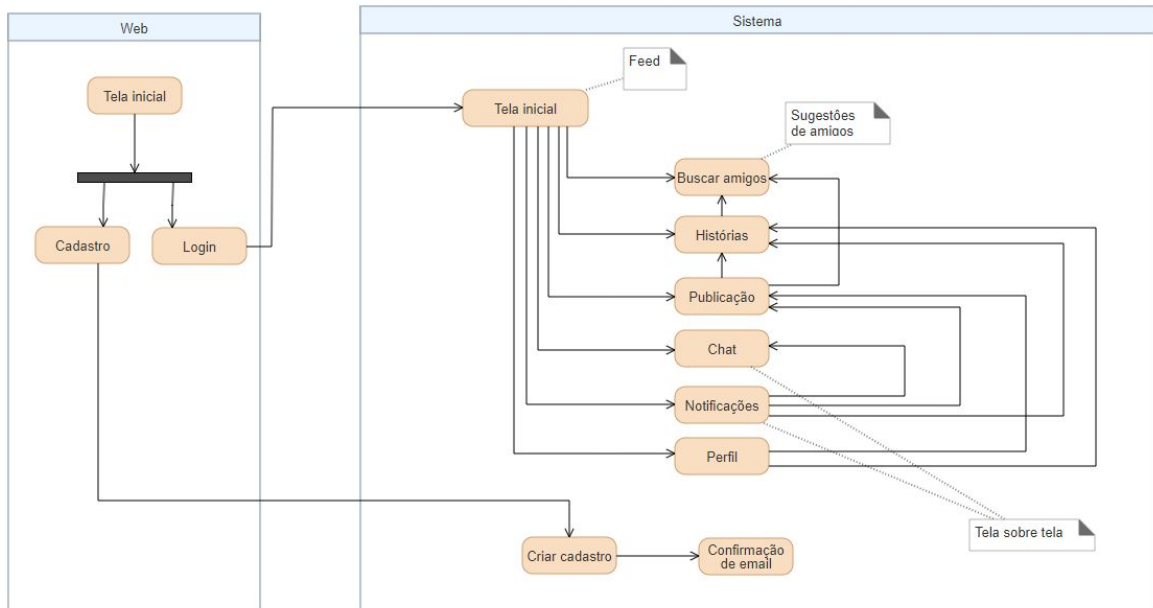 Web
Sistema
Tela inicial
Cadastro
Login
Tela inicial
Feed
Sugestões
de amigos
Buscar amigos
Histórias
Publicação
Chat
Notificações
Perfil
Tela sobre tela
Criar cadastro
Confirmação
de email